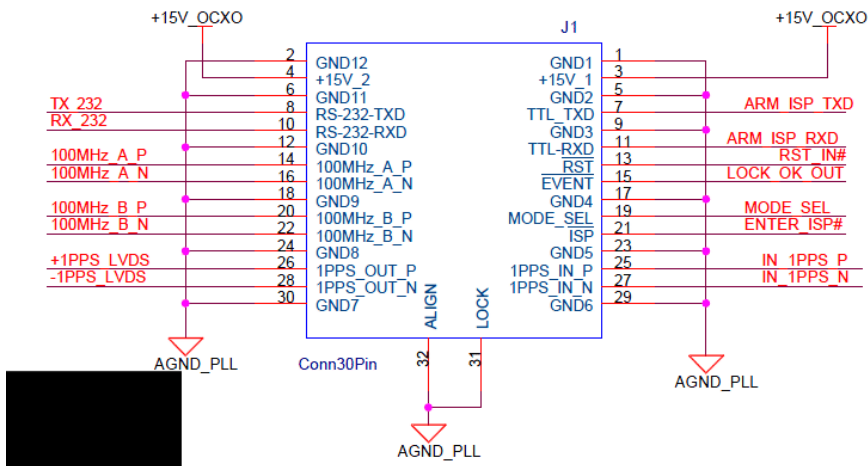 +15V_OCXO +15V_OCXO
J1
2 GND12 GND1 1
4 +15V_2 +15V_1 3
6 GND11 GND2 5
TX_232 8 RS-232-TXD TTL_TXD 7 ARM_ISP_TXD
RX_232 10 RS-232-RXD GND3 9
12 GND10 TTL-RXD 11 ARM_ISP_RXD
100MHz_A_P 14 100MHz_A_P RST 13 RST_IN#
100MHz_A_N 16 100MHz_A_N EVENT 15 LOCK_OK_OUT
18 GND9 GND4 17
100MHz_B_P 20 100MHz_B_P MODE_SEL 19 MODE_SEL
100MHz_B_N 22 100MHz_B_N ISP 21 ENTER_ISP#
24 GND8 GND5 23
+1PPS_LVDS 26 1PPS_OUT_P 1PPS_IN_P 25 IN_1PPS_P
-1PPS_LVDS 28 1PPS_OUT_N 1PPS_IN_N 27 IN_1PPS_N
30 GND7 GND6 29
ALIGN LOCK
32 31
AGND_PLL Conn30Pin AGND_PLL
AGND_PLL